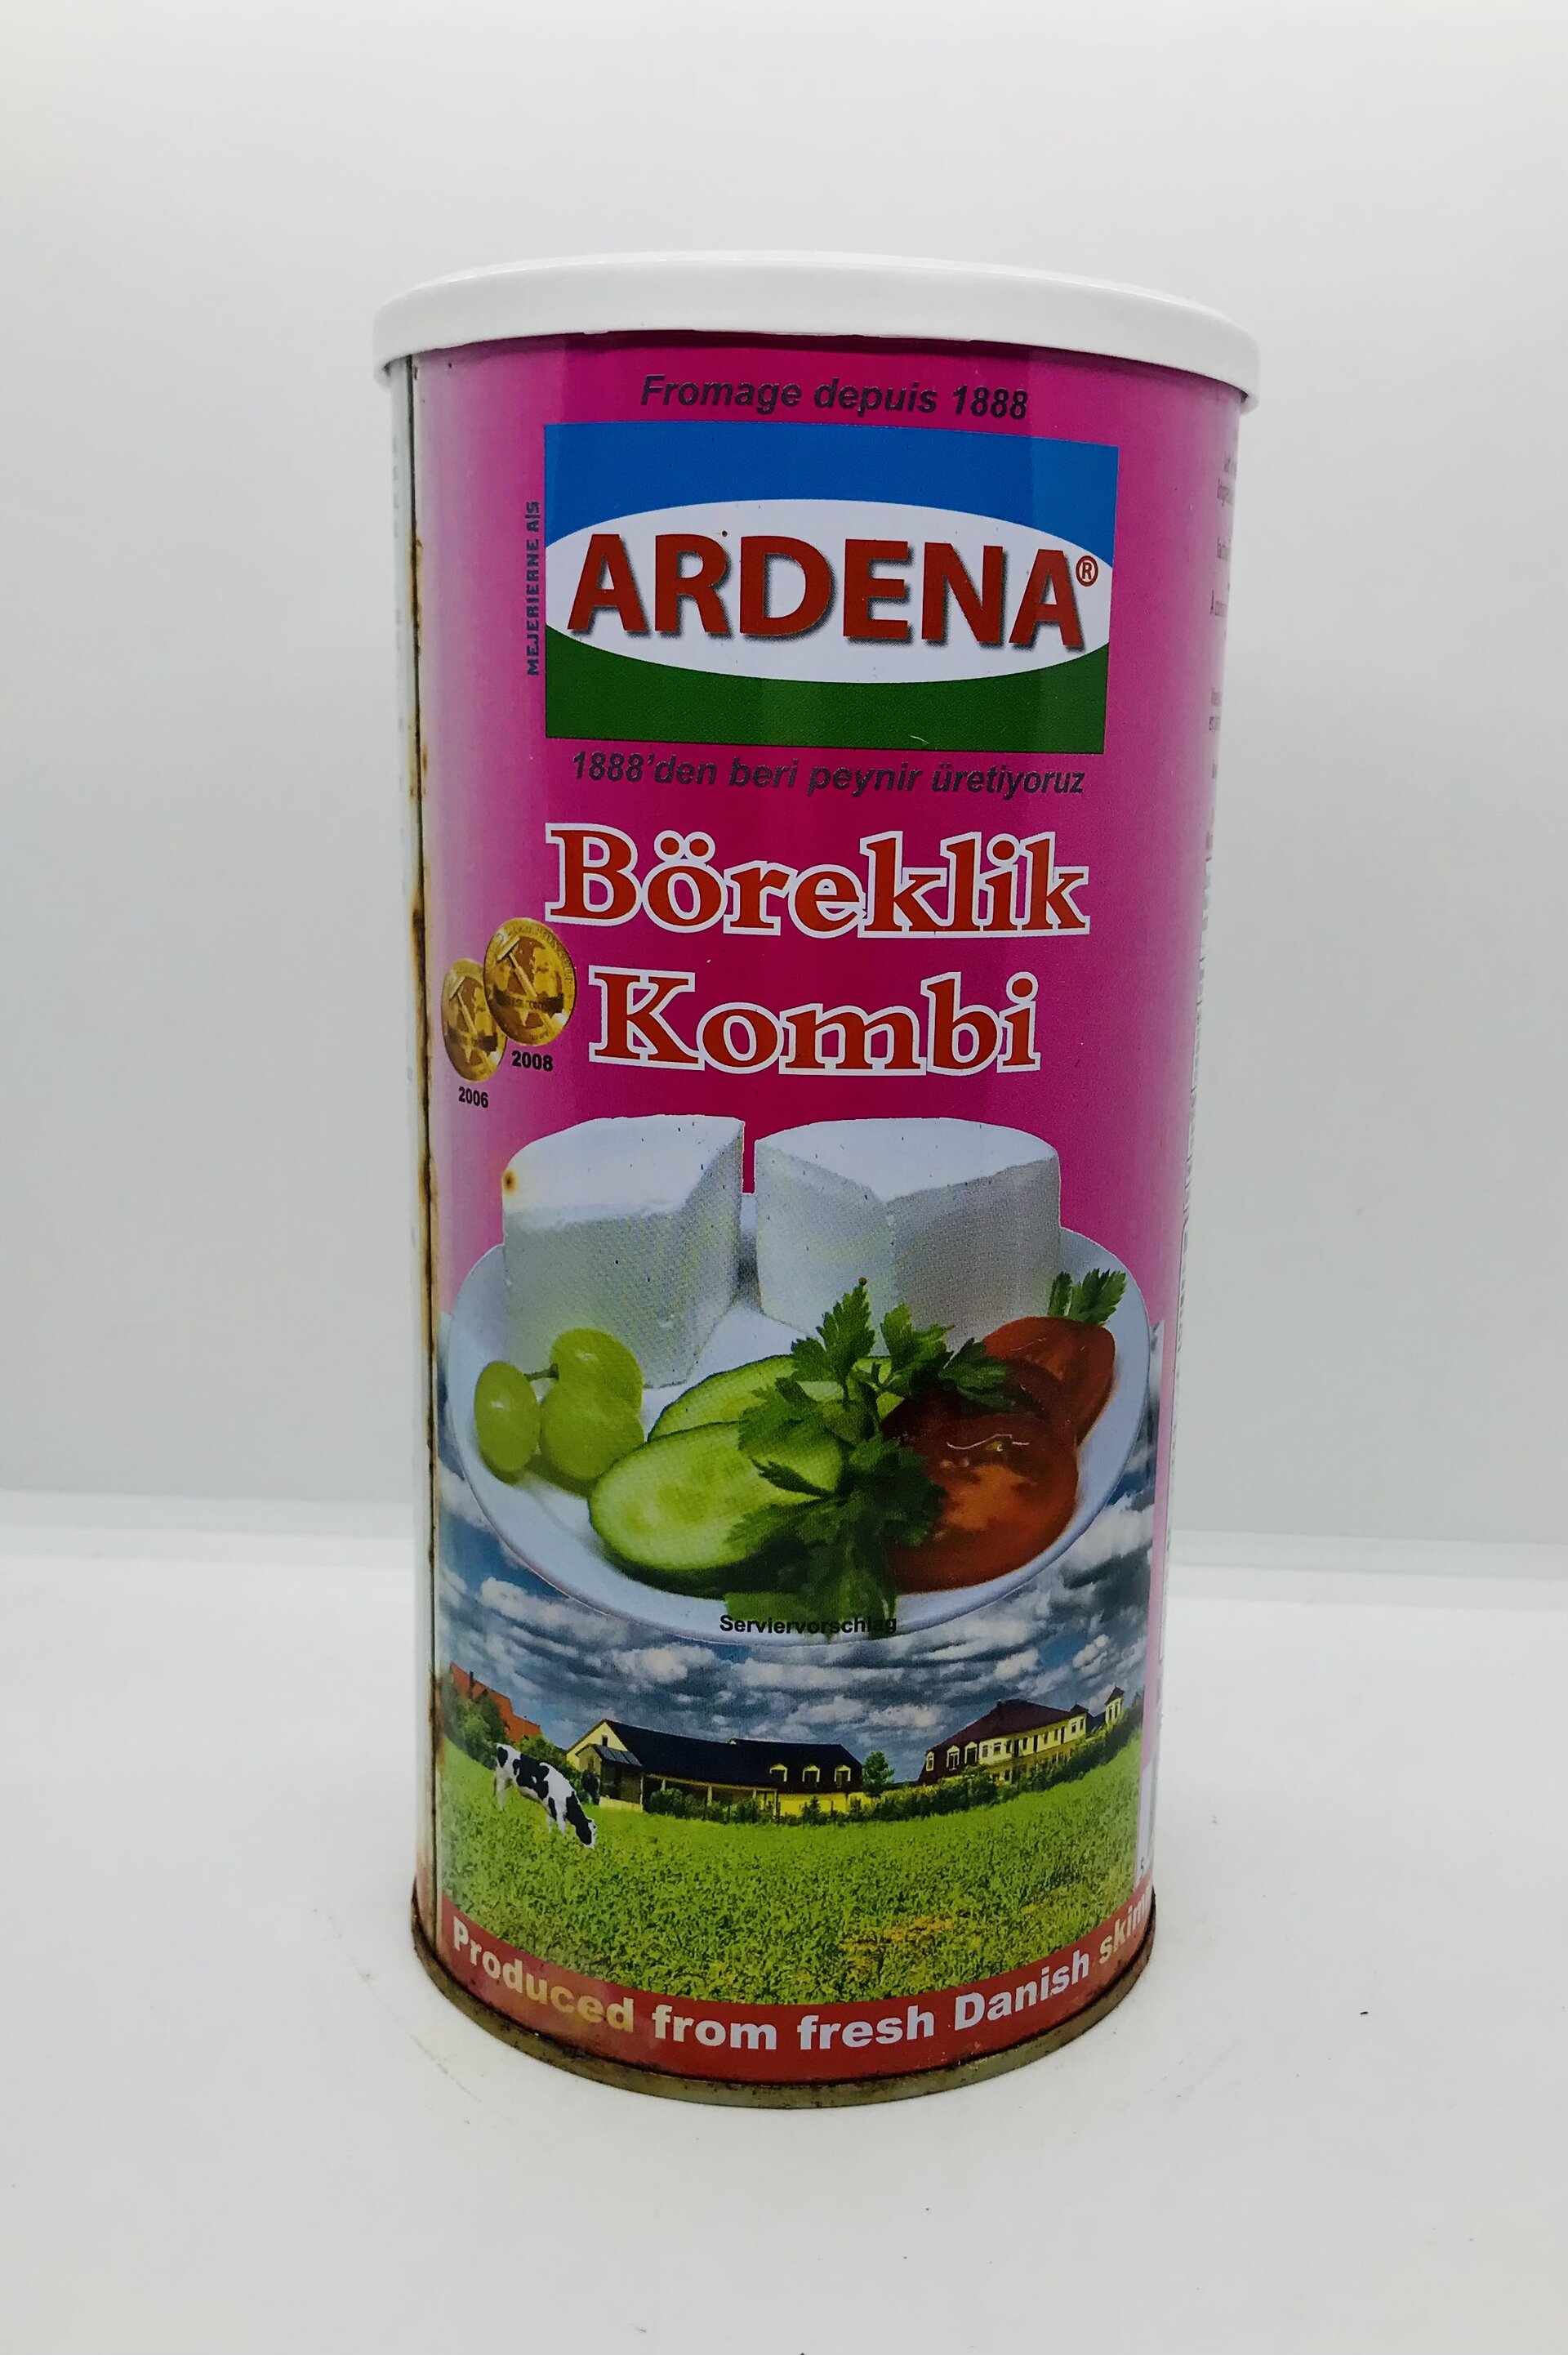 Fromage depuis 1888
MEJERIERNE A/S
ARDENA®
1888'den beri peynir üretiyoruz
Böreklik
Kombi
2008
2006
Serviervorschlag
Produced from fresh Danish